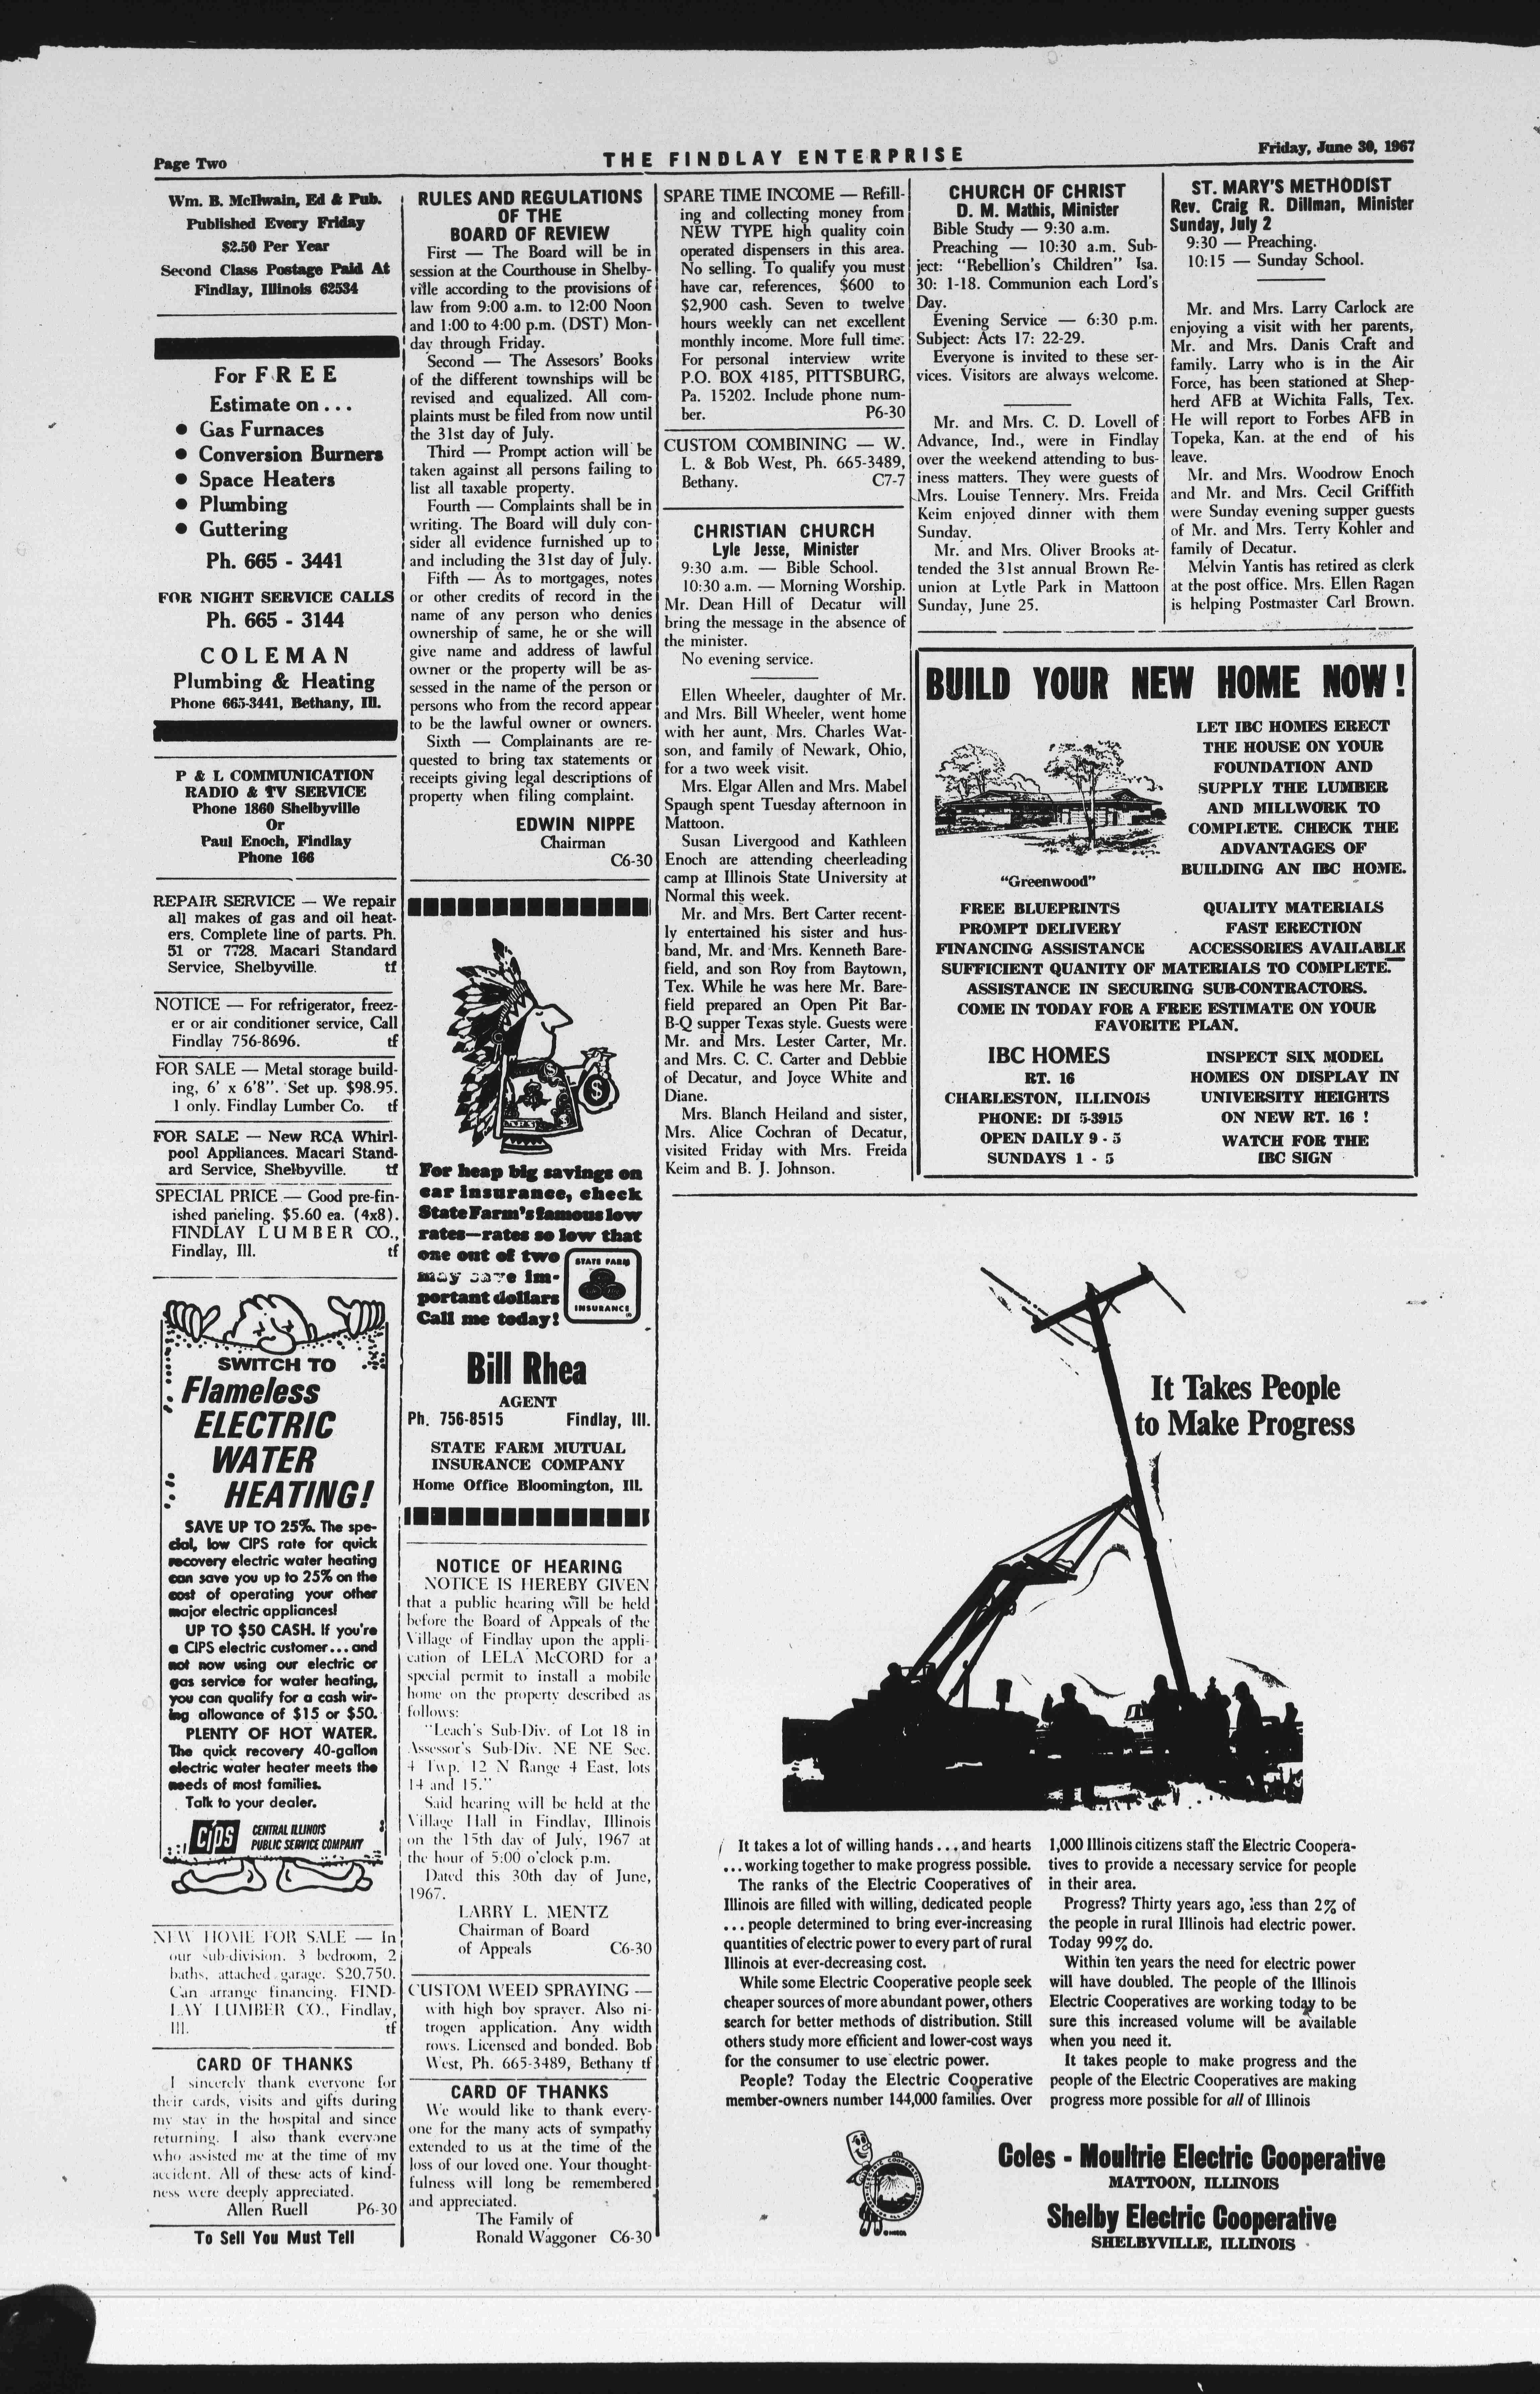 Page Two
THE FINDLAY ENTERPRISE
Friday, June 30, 1967
Wm. B. McIlwain, Ed & Pub.
Published Every Friday
$2.50 Per Year
Second Class Postage Paid At
Findlay, Illinois 62534
For FREE
Estimate on . . .
● Gas Furnaces
● Conversion Burners
● Space Heaters
● Plumbing
● Guttering
Ph. 665 - 3441
FOR NIGHT SERVICE CALLS
Ph. 665 - 3144
COLEMAN
Plumbing & Heating
Phone 665-3441, Bethany, Ill.
P & L COMMUNICATION
RADIO & TV SERVICE
Phone 1860 Shelbyville
Or
Paul Enoch, Findlay
Phone 166
REPAIR SERVICE — We repair
all makes of gas and oil heat-
ers. Complete line of parts. Ph.
51 or 7728. Macari Standard
Service, Shelbyville. tf
NOTICE — For refrigerator, freez-
er or air conditioner service, Call
Findlay 756-8696. tf
FOR SALE — Metal storage build-
ing, 6' x 6'8". Set up. $98.95.
1 only. Findlay Lumber Co. tf
FOR SALE — New RCA Whirl-
pool Appliances. Macari Stand-
ard Service, Shelbyville. tf
SPECIAL PRICE — Good pre-fin-
ished paneling. $5.60 ea. (4x8).
FINDLAY LUMBER CO.,
Findlay, Ill. tf
SWITCH TO
Flameless
ELECTRIC
WATER
HEATING!
SAVE UP TO 25%. The spe-
cial, low CIPS rate for quick
recovery electric water heating
can save you up to 25% on the
cost of operating your other
major electric appliances!
UP TO $50 CASH. If you're
a CIPS electric customer... and
not now using our electric or
gas service for water heating,
you can qualify for a cash wir-
ing allowance of $15 or $50.
PLENTY OF HOT WATER.
The quick recovery 40-gallon
electric water heater meets the
needs of most families.
Talk to your dealer.
cips
CENTRAL ILLINOIS
PUBLIC SERVICE COMPANY
NEW HOME FOR SALE — In
our sub-division. 3 bedroom, 2
baths, attached garage. $20,750.
Can arrange financing. FIND-
LAY LUMBER CO., Findlay,
Ill. tf
CARD OF THANKS
I sincerely thank everyone for
their cards, visits and gifts during
my stay in the hospital and since
returning. I also thank everyone
who assisted me at the time of my
accident. All of these acts of kind-
ness were deeply appreciated.
Allen Ruell P6-30
To Sell You Must Tell
RULES AND REGULATIONS
OF THE
BOARD OF REVIEW
First — The Board will be in
session at the Courthouse in Shelby-
ville according to the provisions of
law from 9:00 a.m. to 12:00 Noon
and 1:00 to 4:00 p.m. (DST) Mon-
day through Friday.
Second — The Assesors' Books
of the different townships will be
revised and equalized. All com-
plaints must be filed from now until
the 31st day of July.
Third — Prompt action will be
taken against all persons failing to
list all taxable property.
Fourth — Complaints shall be in
writing. The Board will duly con-
sider all evidence furnished up to
and including the 31st day of July.
Fifth — As to mortgages, notes
or other credits of record in the
name of any person who denies
ownership of same, he or she will
give name and address of lawful
owner or the property will be as-
sessed in the name of the person or
persons who from the record appear
to be the lawful owner or owners.
Sixth — Complainants are re-
quested to bring tax statements or
receipts giving legal descriptions of
property when filing complaint.
EDWIN NIPPE
Chairman
C6-30
For heap big savings on
car insurance, check
State Farm's famous low
rates—rates so low that
one out of two
may save im-
portant dollars
Call me today!
STATE FARM
INSURANCE
Bill Rhea
AGENT
Ph. 756-8515 Findlay, Ill.
STATE FARM MUTUAL
INSURANCE COMPANY
Home Office Bloomington, Ill.
NOTICE OF HEARING
NOTICE IS HEREBY GIVEN
that a public hearing will be held
before the Board of Appeals of the
Village of Findlay upon the appli-
cation of LELA McCORD for a
special permit to install a mobile
home on the property described as
follows:
"Leach's Sub-Div. of Lot 18 in
Assessor's Sub-Div. NE NE Sec.
4 Twp. 12 N Range 4 East, lots
14 and 15."
Said hearing will be held at the
Village Hall in Findlay, Illinois
on the 15th day of July, 1967 at
the hour of 5:00 o'clock p.m.
Dated this 30th day of June,
1967.
LARRY L. MENTZ
Chairman of Board
of Appeals C6-30
CUSTOM WEED SPRAYING —
with high boy sprayer. Also ni-
trogen application. Any width
rows. Licensed and bonded. Bob
West, Ph. 665-3489, Bethany tf
CARD OF THANKS
We would like to thank every-
one for the many acts of sympathy
extended to us at the time of the
loss of our loved one. Your thought-
fulness will long be remembered
and appreciated.
The Family of
Ronald Waggoner C6-30
SPARE TIME INCOME — Refill-
ing and collecting money from
NEW TYPE high quality coin
operated dispensers in this area.
No selling. To qualify you must
have car, references, $600 to
$2,900 cash. Seven to twelve
hours weekly can net excellent
monthly income. More full time.
For personal interview write
P.O. BOX 4185, PITTSBURG,
Pa. 15202. Include phone num-
ber. P6-30
CUSTOM COMBINING — W.
L. & Bob West, Ph. 665-3489,
Bethany. C7-7
CHRISTIAN CHURCH
Lyle Jesse, Minister
9:30 a.m. — Bible School.
10:30 a.m. — Morning Worship.
Mr. Dean Hill of Decatur will
bring the message in the absence of
the minister.
No evening service.
Ellen Wheeler, daughter of Mr.
and Mrs. Bill Wheeler, went home
with her aunt, Mrs. Charles Wat-
son, and family of Newark, Ohio,
for a two week visit.
Mrs. Elgar Allen and Mrs. Mabel
Spaugh spent Tuesday afternoon in
Mattoon.
Susan Livergood and Kathleen
Enoch are attending cheerleading
camp at Illinois State University at
Normal this week.
Mr. and Mrs. Bert Carter recent-
ly entertained his sister and hus-
band, Mr. and Mrs. Kenneth Bare-
field, and son Roy from Baytown,
Tex. While he was here Mr. Bare-
field prepared an Open Pit Bar-
B-Q supper Texas style. Guests were
Mr. and Mrs. Lester Carter, Mr.
and Mrs. C. C. Carter and Debbie
of Decatur, and Joyce White and
Diane.
Mrs. Blanch Heiland and sister,
Mrs. Alice Cochran of Decatur,
visited Friday with Mrs. Freida
Keim and B. J. Johnson.
CHURCH OF CHRIST
D. M. Mathis, Minister
Bible Study — 9:30 a.m.
Preaching — 10:30 a.m. Sub-
ject: "Rebellion's Children" Isa.
30: 1-18. Communion each Lord's
Day.
Evening Service — 6:30 p.m.
Subject: Acts 17: 22-29.
Everyone is invited to these ser-
vices. Visitors are always welcome.
Mr. and Mrs. C. D. Lovell of
Advance, Ind., were in Findlay
over the weekend attending to bus-
iness matters. They were guests of
Mrs. Louise Tennery. Mrs. Freida
Keim enjoyed dinner with them
Sunday.
Mr. and Mrs. Oliver Brooks at-
tended the 31st annual Brown Re-
union at Lytle Park in Mattoon
Sunday, June 25.
ST. MARY'S METHODIST
Rev. Craig R. Dillman, Minister
Sunday, July 2
9:30 — Preaching.
10:15 — Sunday School.
Mr. and Mrs. Larry Carlock are
enjoying a visit with her parents,
Mr. and Mrs. Danis Craft and
family. Larry who is in the Air
Force, has been stationed at Shep-
herd AFB at Wichita Falls, Tex.
He will report to Forbes AFB in
Topeka, Kan. at the end of his
leave.
Mr. and Mrs. Woodrow Enoch
and Mr. and Mrs. Cecil Griffith
were Sunday evening supper guests
of Mr. and Mrs. Terry Kohler and
family of Decatur.
Melvin Yantis has retired as clerk
at the post office. Mrs. Ellen Ragan
is helping Postmaster Carl Brown.
BUILD YOUR NEW HOME NOW!
LET IBC HOMES ERECT
THE HOUSE ON YOUR
FOUNDATION AND
SUPPLY THE LUMBER
AND MILLWORK TO
COMPLETE. CHECK THE
ADVANTAGES OF
BUILDING AN IBC HOME.
"Greenwood"
FREE BLUEPRINTS
PROMPT DELIVERY
FINANCING ASSISTANCE
QUALITY MATERIALS
FAST ERECTION
ACCESSORIES AVAILABLE
SUFFICIENT QUANITY OF MATERIALS TO COMPLETE.
ASSISTANCE IN SECURING SUB-CONTRACTORS.
COME IN TODAY FOR A FREE ESTIMATE ON YOUR
FAVORITE PLAN.
IBC HOMES
RT. 16
CHARLESTON, ILLINOIS
PHONE: DI 5-3915
OPEN DAILY 9 - 5
SUNDAYS 1 - 5
INSPECT SIX MODEL
HOMES ON DISPLAY IN
UNIVERSITY HEIGHTS
ON NEW RT. 16 !
WATCH FOR THE
IBC SIGN
It Takes People
to Make Progress
It takes a lot of willing hands . . . and hearts
. . . working together to make progress possible.
The ranks of the Electric Cooperatives of
Illinois are filled with willing, dedicated people
. . . people determined to bring ever-increasing
quantities of electric power to every part of rural
Illinois at ever-decreasing cost.
While some Electric Cooperative people seek
cheaper sources of more abundant power, others
search for better methods of distribution. Still
others study more efficient and lower-cost ways
for the consumer to use electric power.
People? Today the Electric Cooperative
member-owners number 144,000 families. Over
1,000 Illinois citizens staff the Electric Coopera-
tives to provide a necessary service for people
in their area.
Progress? Thirty years ago, less than 2% of
the people in rural Illinois had electric power.
Today 99% do.
Within ten years the need for electric power
will have doubled. The people of the Illinois
Electric Cooperatives are working today to be
sure this increased volume will be available
when you need it.
It takes people to make progress and the
people of the Electric Cooperatives are making
progress more possible for all of Illinois
Coles - Moultrie Electric Cooperative
MATTOON, ILLINOIS
Shelby Electric Cooperative
SHELBYVILLE, ILLINOIS